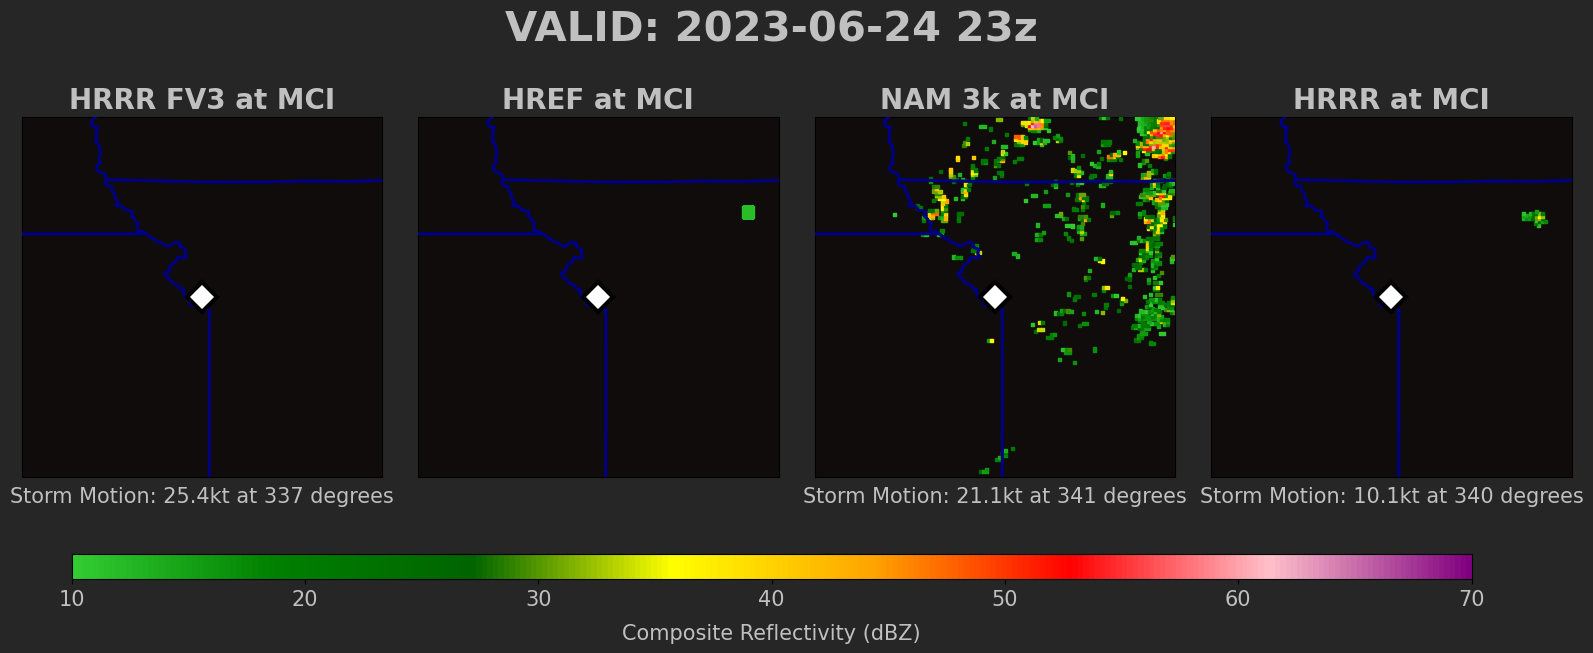 VALID: 2023-06-24 23z
HRRR FV3 at MCI
HREF at MCI
NAM 3k at MCI
HRRR at MCI
Storm Motion: 25.4kt at 337 degrees
Storm Motion: 21.1kt at 341 degrees
Storm Motion: 10.1kt at 340 degrees
10 20 30 40 50 60 70
Composite Reflectivity (dBZ)